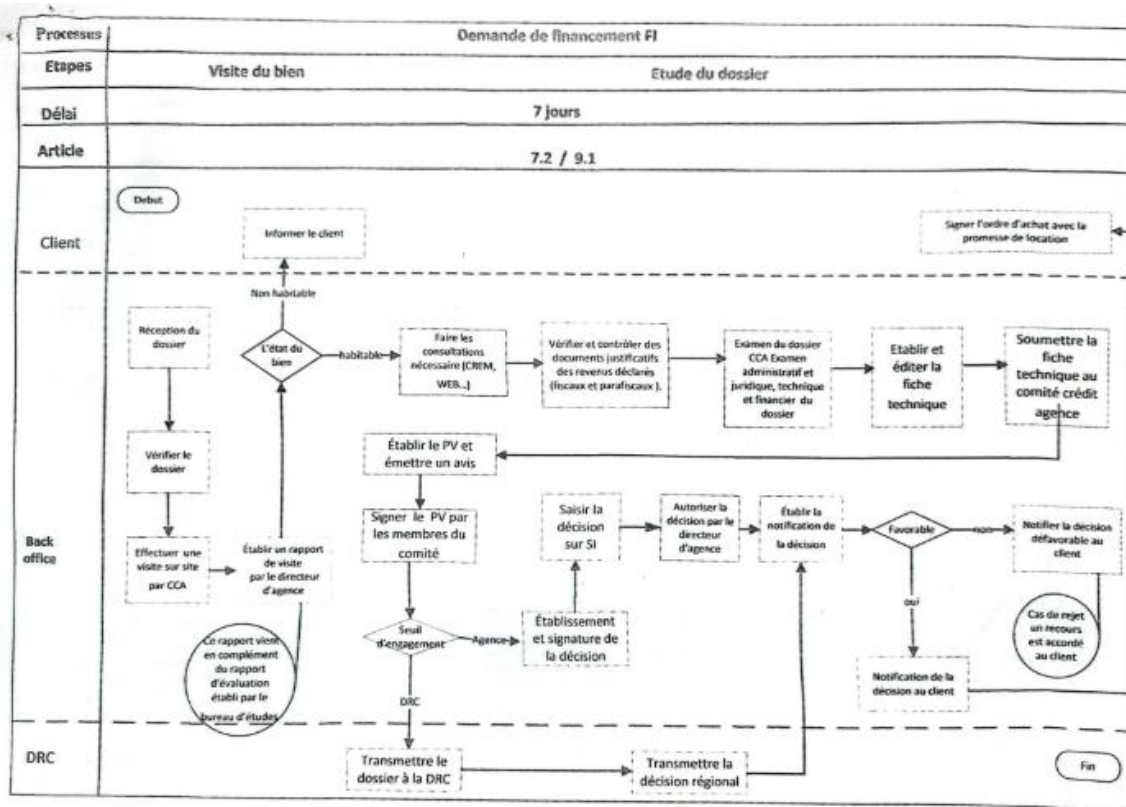 Processus
Demande de financement FI
Etapes
Visite du bien
Etude du dossier
Délai
7 jours
Article
7.2 / 9.1
Debut
Client
Informer le client
Signer l'ordre d'achat avec la
promesse de location
Non habitable
Réception du
dossier
L'état du
bien
habitable
Faire les
consultations
nécessaire (CREM,
WEB...)
Vérifier et contrôler des
documents justificatifs
des revenus déclarés
(fiscaux et parafiscaux ).
Examen du dossier
CCA Examen
administratif et
juridique, technique
et financier du
dossier
Etablir et
éditer la
fiche
technique
Soumettre la
fiche
technique au
comité crédit
agence
Vérifier le
dossier
Établir le PV et
émettre un avis
Back
office
Effectuer une
visite sur site
par CCA
Établir un rapport
de visite
par le directeur
d'agence
Signer le PV par
les membres du
comité
Saisir la
décision
sur SI
Autoriser la
décision par le
directeur
d'agence
Établir la
notification de
la décision
Favorable
non
Notifier la décision
défavorable au
client
oui
Ce rapport vient
en complément
du rapport
d'évaluation
établi par le
bureau d'études
Seuil
d'engagement
Agence
Établissement
et signature de
la décision
Cas de rejet
un recours
est accordé
au client
Notification de la
décision au client
DRC
DRC
Transmettre le
dossier à la DRC
Transmettre la
décision régional
Fin